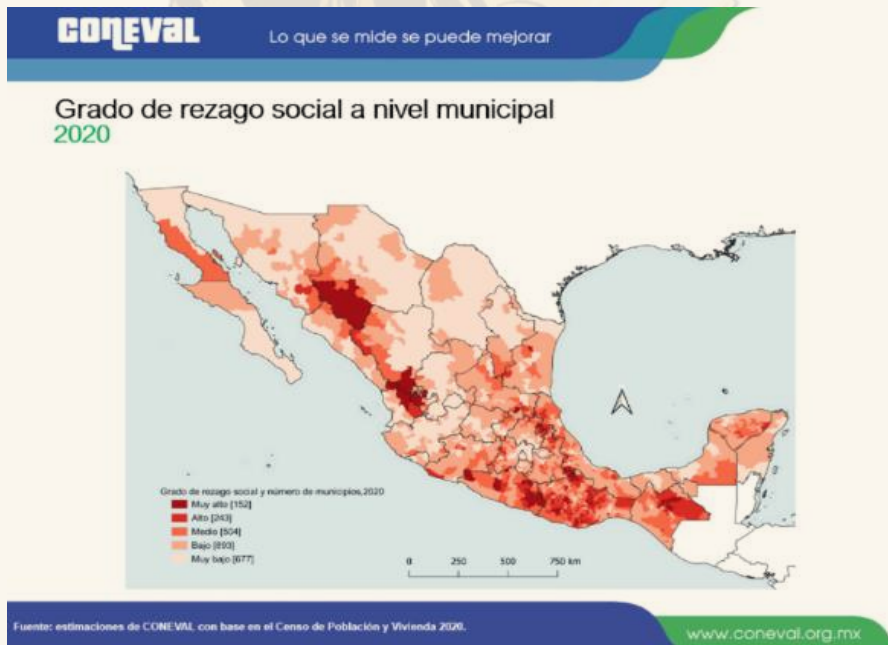 CONEVAL
Lo que se mide se puede mejorar
Grado de rezago social a nivel municipal
2020
Grado de rezago social y número de municipios,2020
Muy alto [152]
Alto [243]
Medio [504]
Bajo [893]
Muy bajo [677]
0 250 500 750 km
Fuente: estimaciones de CONEVAL con base en el Censo de Población y Vivienda 2020.
www.coneval.org.mx